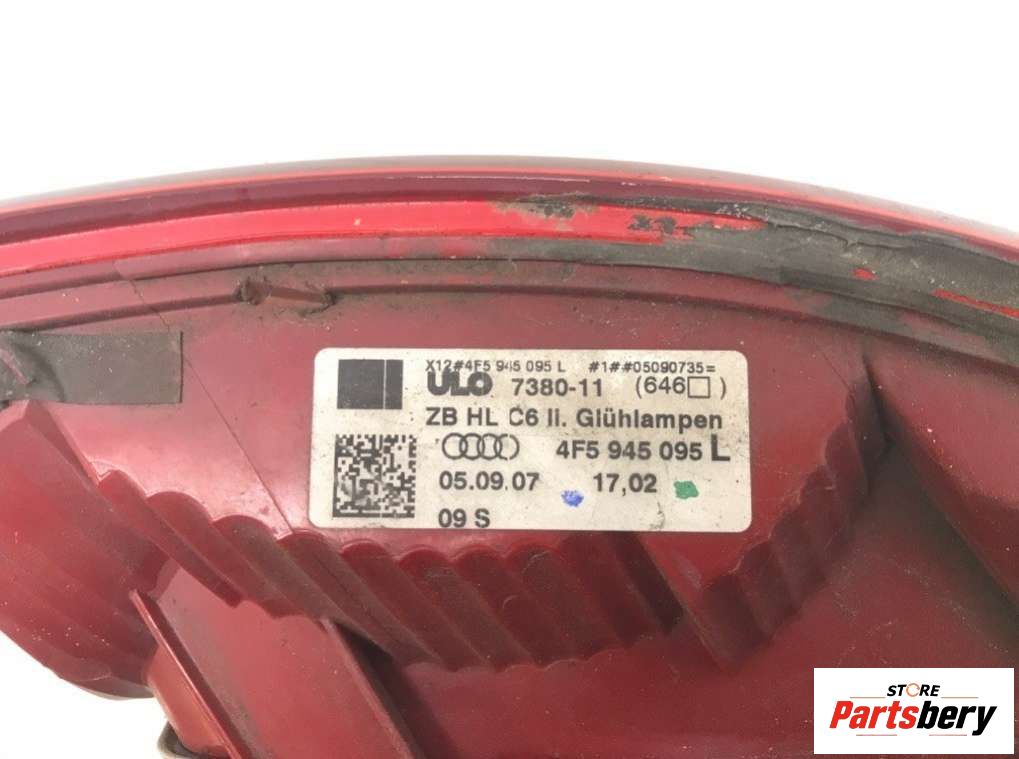 X12#4F5 945 095 L #1##05090735=
ULO 7380-11 (646□)
ZB HL C6 li. Glühlampen
4F5 945 095 L
05.09.07 17,02
09 S
STORE
Partsbery